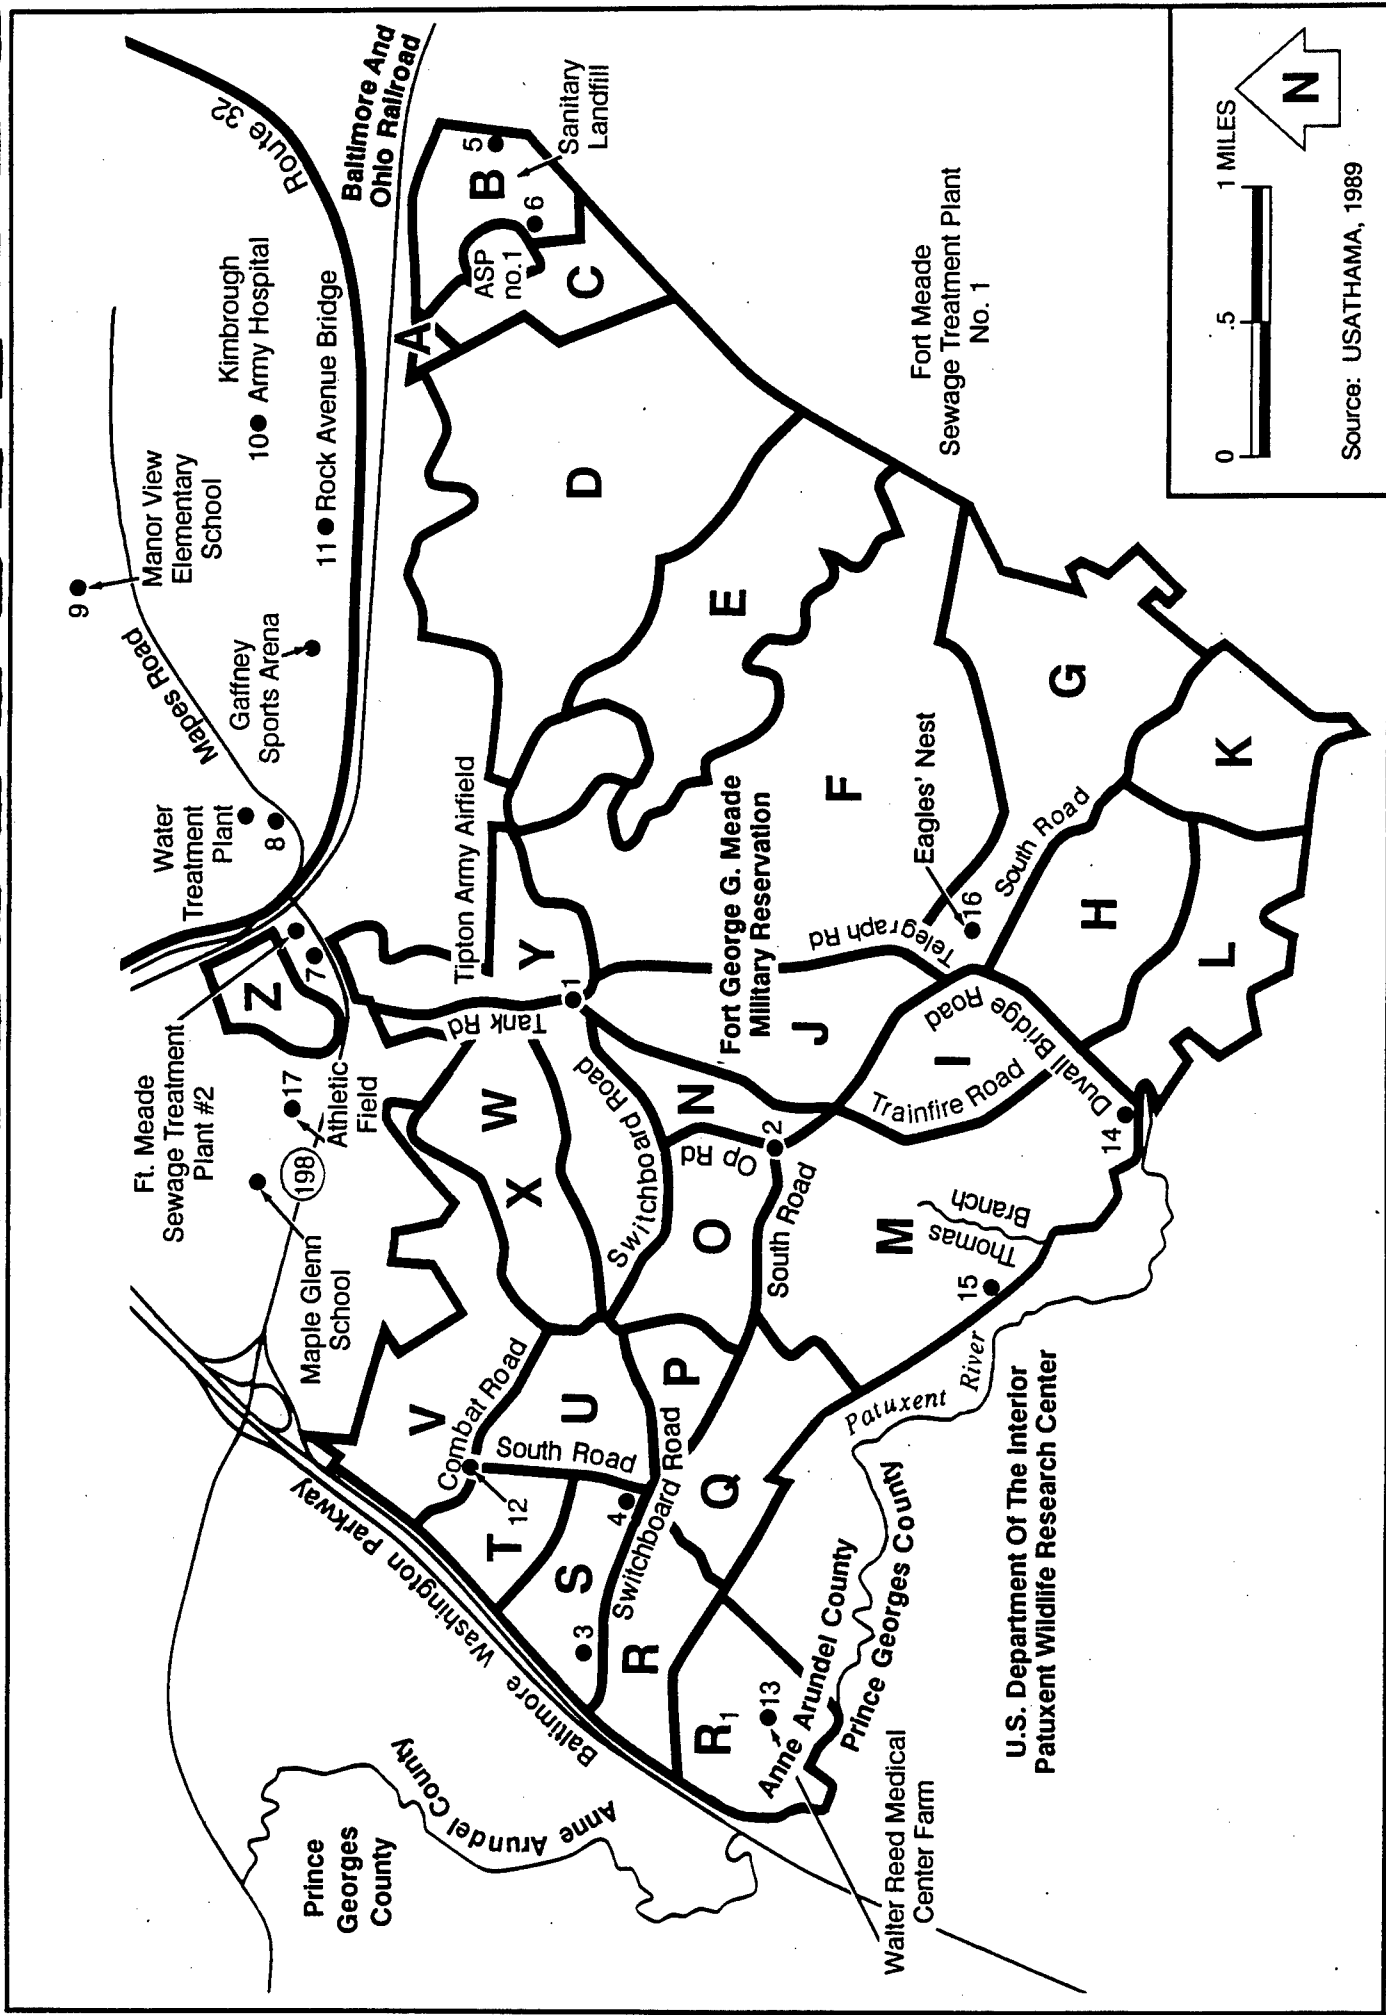 Route 32
Baltimore And
Ohio Railroad
Sanitary
Landfill
5
B
6
ASP
no.1
C
A
Kimbrough
10 Army Hospital
11 Rock Avenue Bridge
9
Manor View
Elementary
School
Mapes Road
Gaffney
Sports Arena
Water
Treatment
Plant
8
Ft. Meade
Sewage Treatment
Plant #2
7
Z
17
Athletic
Field
198
Maple Glenn
School
Tipton Army Airfield
D
E
F
G
K
H
L
Y
Tank Rd
1
Fort George G. Meade
Military Reservation
Telegraph Rd
Eagles' Nest
16
South Road
J
I
Trainfire Road
Duvall Bridge Road
14
W
X
Switchboard Road
N
Op Rd
2
O
South Road
M
Thomas
Branch
15
V
Combat Road
U
South Road
P
Switchboard Road
Q
T
12
S
4
3
R
R1
13
Baltimore Washington Parkway
Patuxent River
Anne Arundel County
Prince Georges County
Walter Reed Medical
Center Farm
Prince
Georges
County
Anne Arundel County
U.S. Department Of The Interior
Patuxent Wildlife Research Center
Fort Meade
Sewage Treatment Plant
No. 1
0 .5 1 MILES
N
Source: USATHAMA, 1989